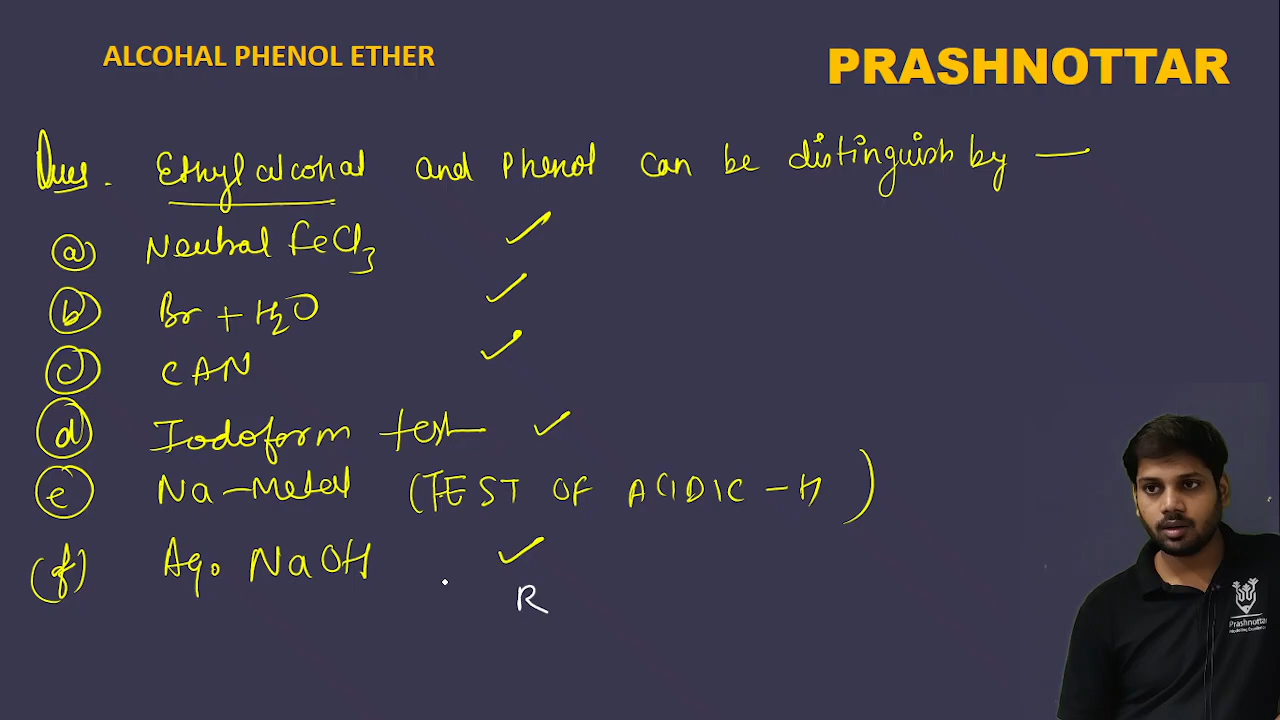 ALCOHAL PHENOL ETHER
PRASHNOTTAR
Ques. Ethyl alcohal and Phenol can be distinguish by —
(a) Neutral FeCl3 ✓
(b) Br + H2O ✓
(c) CAN ✓
(d) Iodoform test ✓
(e) Na-Metal (TEST OF ACIDIC-H)
(f) Aq. NaOH ✓
R
Prashnottar